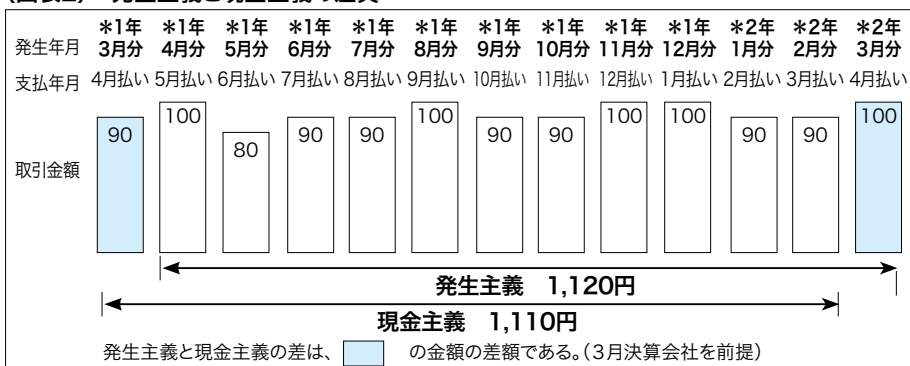 発生年月 *1年3月分 *1年4月分 *1年5月分 *1年6月分 *1年7月分 *1年8月分 *1年9月分 *1年10月分 *1年11月分 *1年12月分 *2年1月分 *2年2月分 *2年3月分
支払年月 4月払い 5月払い 6月払い 7月払い 8月払い 9月払い 10月払い 11月払い 12月払い 1月払い 2月払い 3月払い 4月払い
取引金額 90 100 80 90 90 100 90 90 100 100 90 90 100
発生主義 1,120円
現金主義 1,110円
発生主義と現金主義の差は、 の金額の差額である。(3月決算会社を前提)